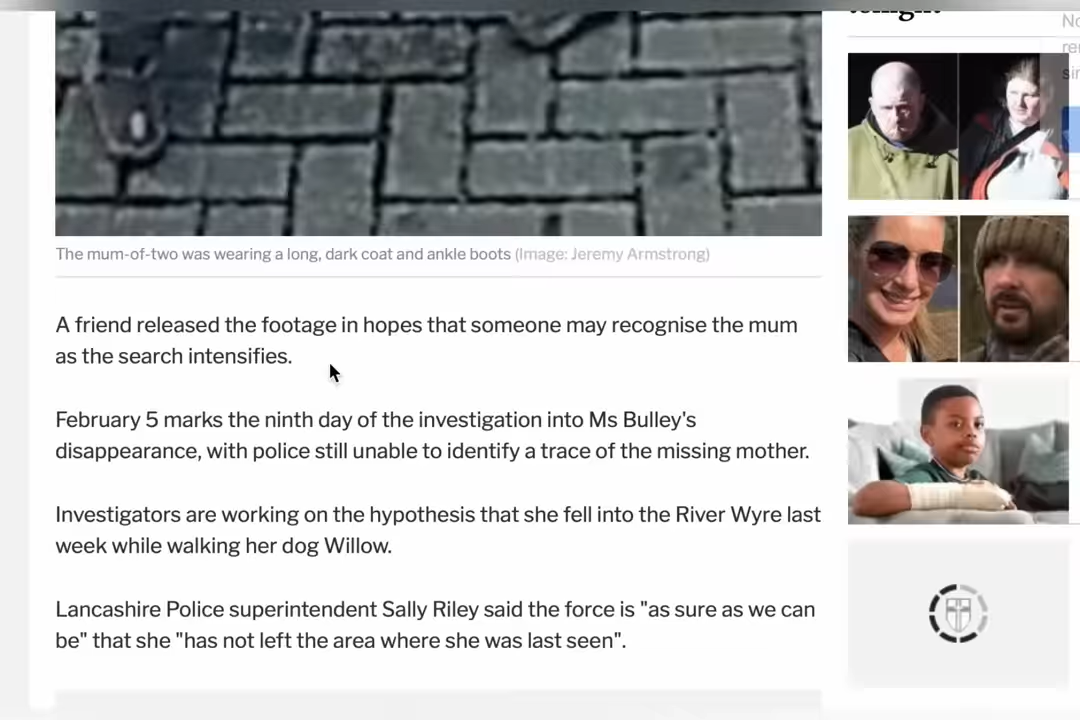 tonight
The mum-of-two was wearing a long, dark coat and ankle boots (Image: Jeremy Armstrong)
A friend released the footage in hopes that someone may recognise the mum
as the search intensifies.
February 5 marks the ninth day of the investigation into Ms Bulley's
disappearance, with police still unable to identify a trace of the missing mother.
Investigators are working on the hypothesis that she fell into the River Wyre last
week while walking her dog Willow.
Lancashire Police superintendent Sally Riley said the force is "as sure as we can
be" that she "has not left the area where she was last seen".